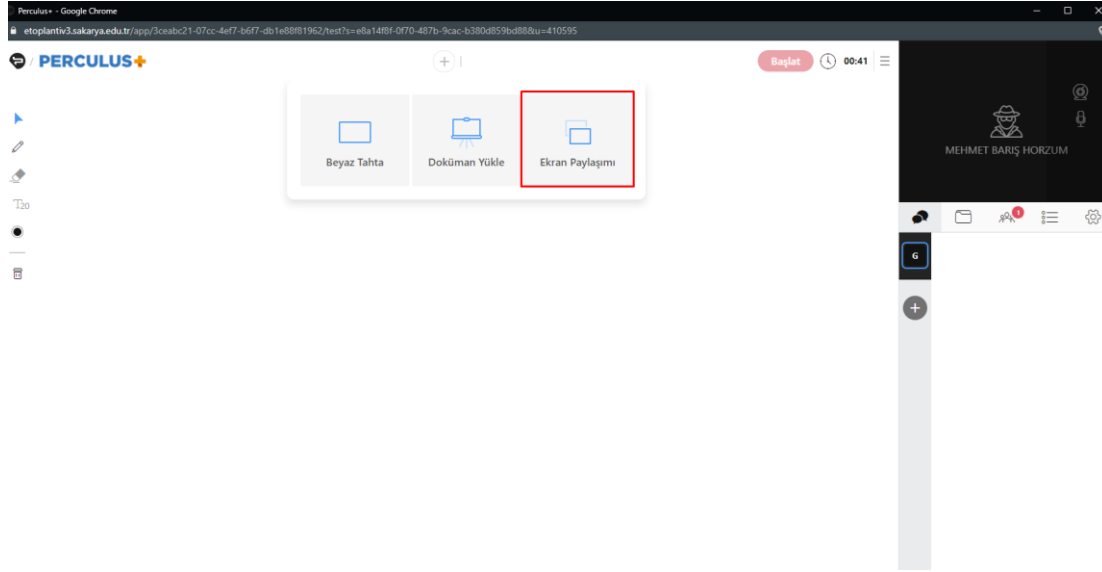 Perculus+ - Google Chrome
etoplantiv3.sakarya.edu.tr/app/3ceabc21-07cc-4ef7-b6f7-db1e88f81962/test?s=e8a14f8f-0f70-487b-9cac-b380d859bd88&u=410595
/ PERCULUS+
Başlat
00:41
Beyaz Tahta
Doküman Yükle
Ekran Paylaşımı
T20
MEHMET BARIŞ HORZUM
1
G